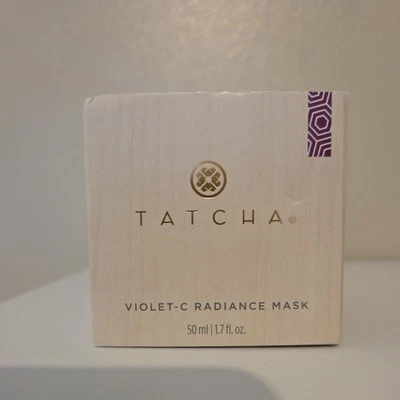 TATCHA
VIOLET-C RADIANCE MASK
50 ml | 1.7 fl. oz.